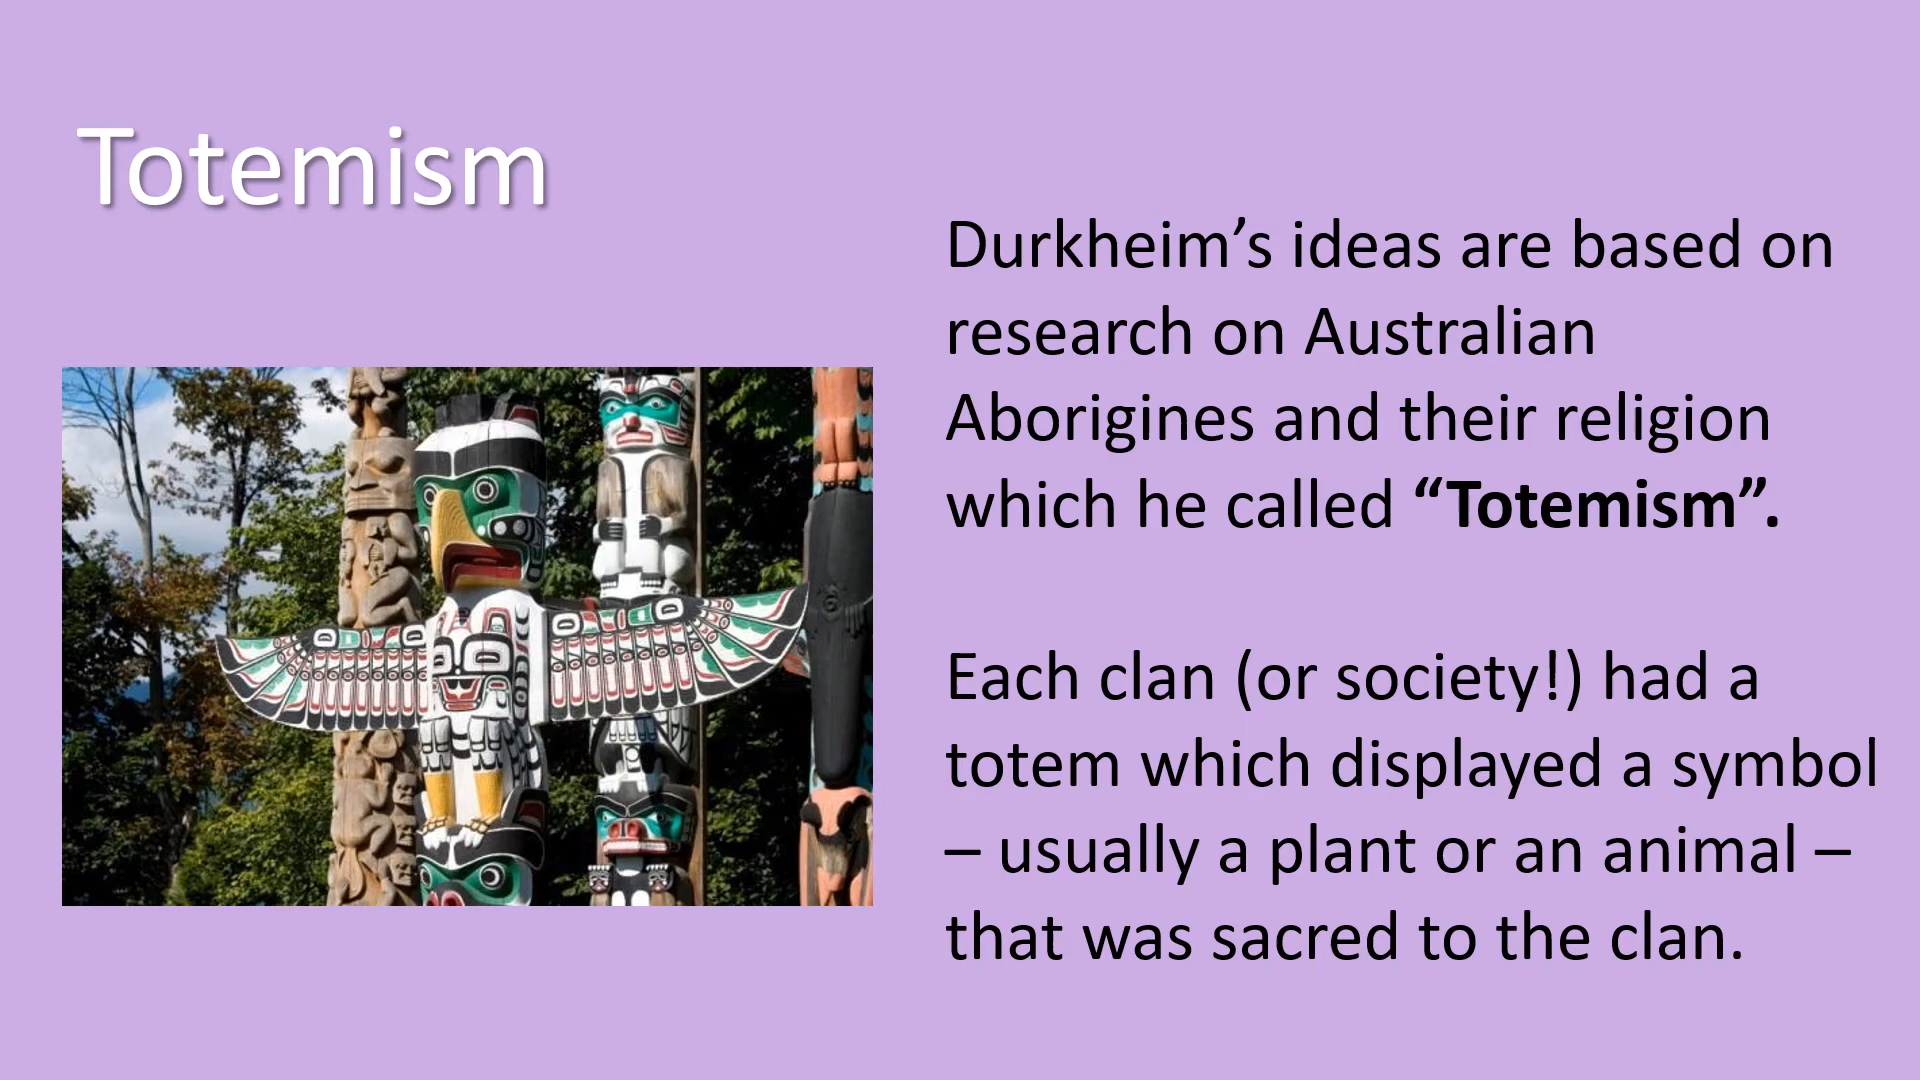 Totemism
Durkheim’s ideas are based on
research on Australian
Aborigines and their religion
which he called “Totemism”.
Each clan (or society!) had a
totem which displayed a symbol
– usually a plant or an animal –
that was sacred to the clan.